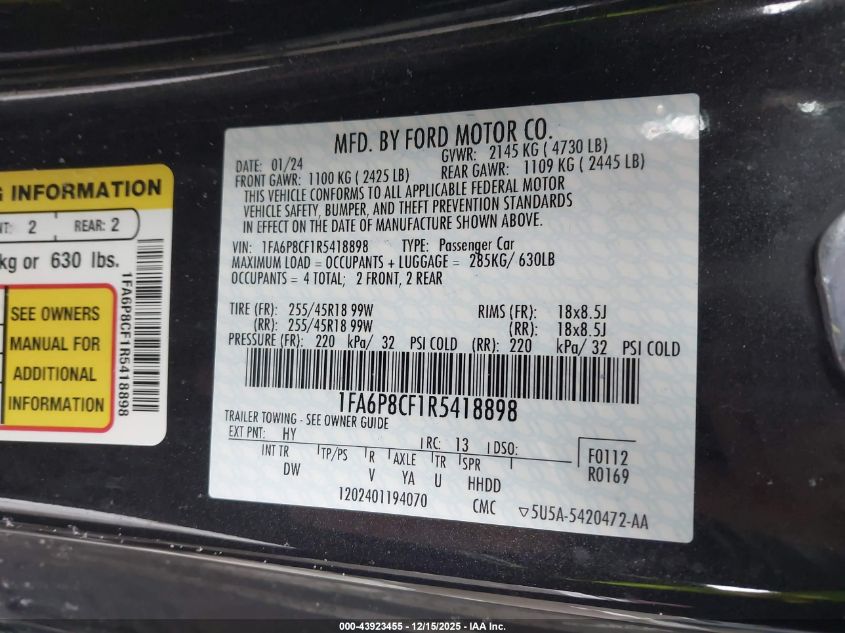 MFD. BY FORD MOTOR CO.
DATE: 01/24 GVWR: 2145 KG ( 4730 LB)
FRONT GAWR: 1100 KG ( 2425 LB) REAR GAWR: 1109 KG ( 2445 LB)
THIS VEHICLE CONFORMS TO ALL APPLICABLE FEDERAL MOTOR
VEHICLE SAFETY, BUMPER, AND THEFT PREVENTION STANDARDS
IN EFFECT ON THE DATE OF MANUFACTURE SHOWN ABOVE.
VIN: 1FA6P8CF1R5418898 TYPE: Passenger Car
MAXIMUM LOAD = OCCUPANTS + LUGGAGE = 285KG/ 630LB
OCCUPANTS = 4 TOTAL; 2 FRONT, 2 REAR
TIRE (FR): 255/45R18 99W RIMS (FR): 18x8.5J
(RR): 255/45R18 99W (RR): 18x8.5J
PRESSURE (FR): 220 kPa/ 32 PSI COLD (RR): 220 kPa/ 32 PSI COLD
1FA6P8CF1R5418898
TRAILER TOWING - SEE OWNER GUIDE
EXT PNT: HY RC: 13 DSO: F0112
R0169
INT TR TP/PS R AXLE TR SPR
DW V YA U HHDD
1202401194070 CMC ▽5U5A-5420472-AA
INFORMATION
2 REAR: 2
kg or 630 lbs.
SEE OWNERS
MANUAL FOR
ADDITIONAL
INFORMATION
1FA6P8CF1R5418898
000-43923455 - 12/15/2025 - IAA Inc.